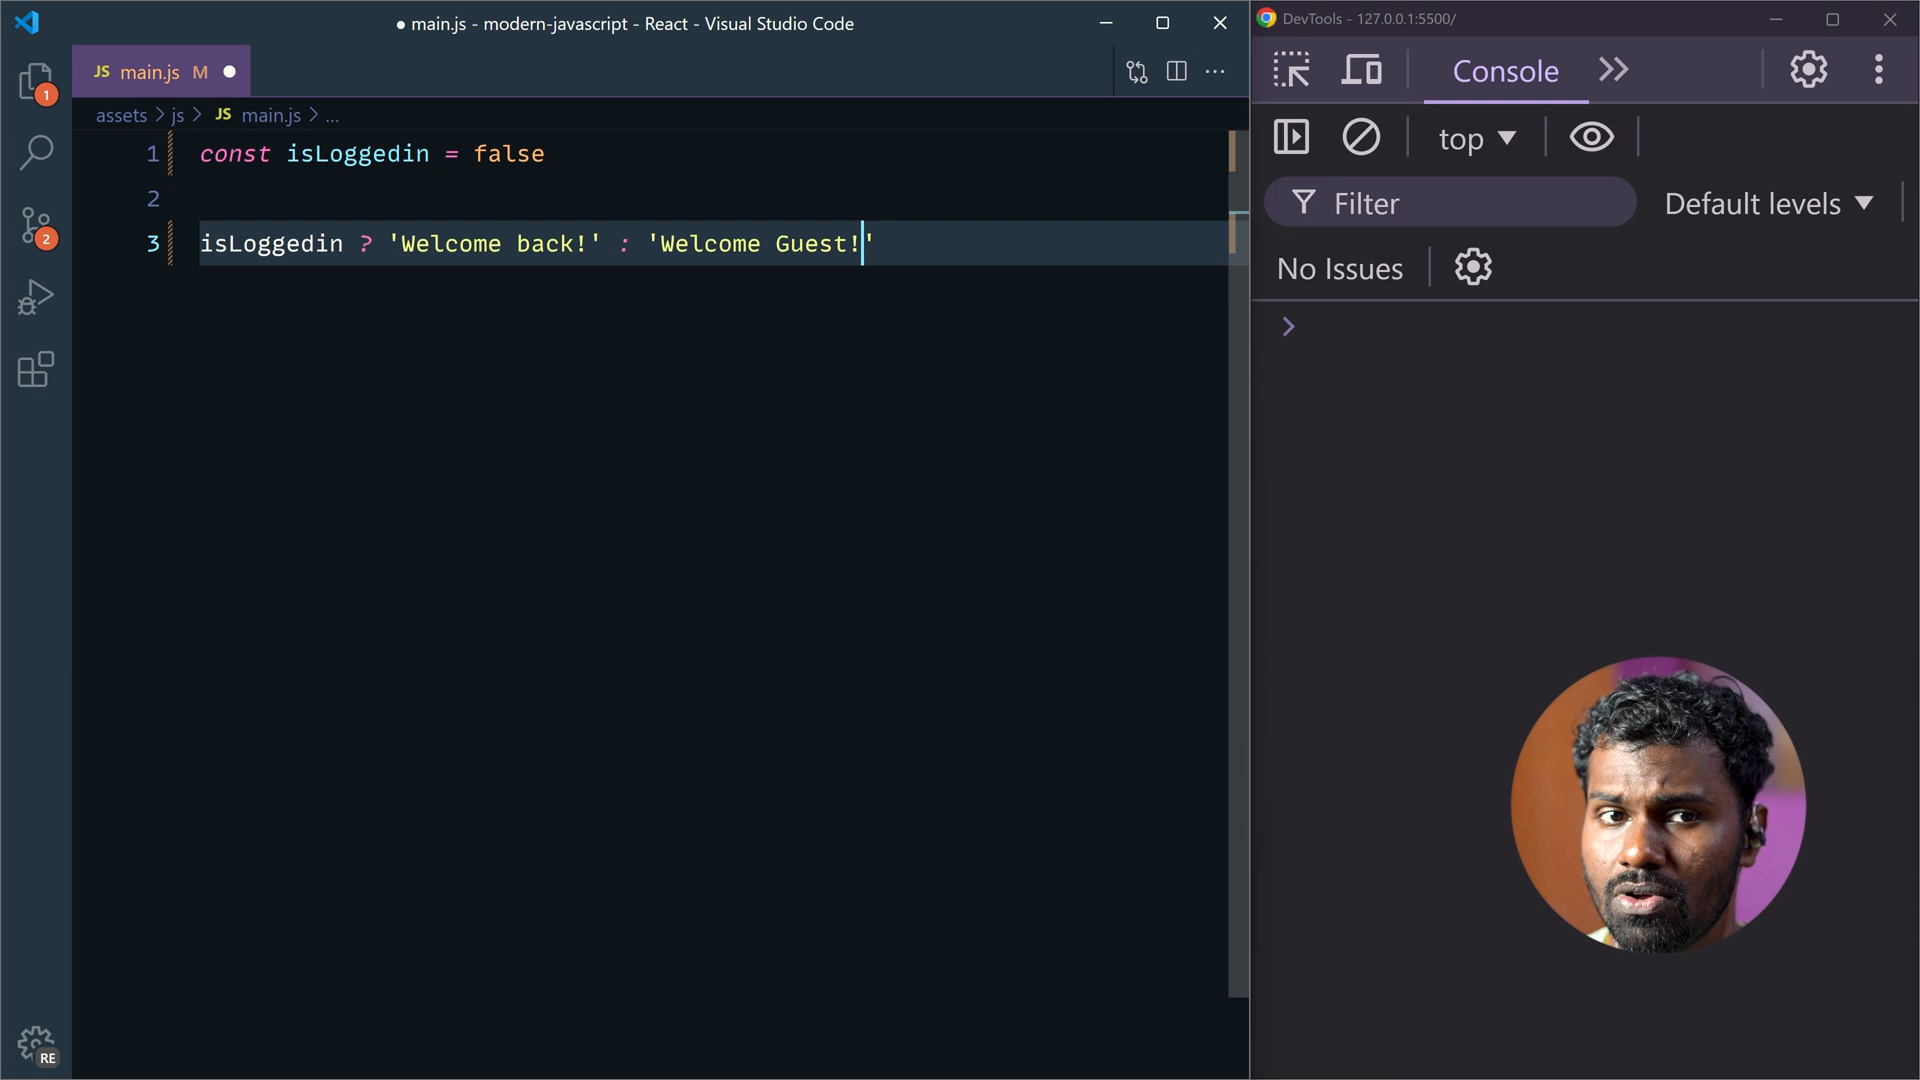 ● main.js - modern-javascript - React - Visual Studio Code
JS main.js M
assets > js > JS main.js > ...
1 const isLoggedin = false
2
3 isLoggedin ? 'Welcome back!' : 'Welcome Guest!'
1
2
RE
DevTools - 127.0.0.1:5500/
Console
top
Filter
Default levels
No Issues